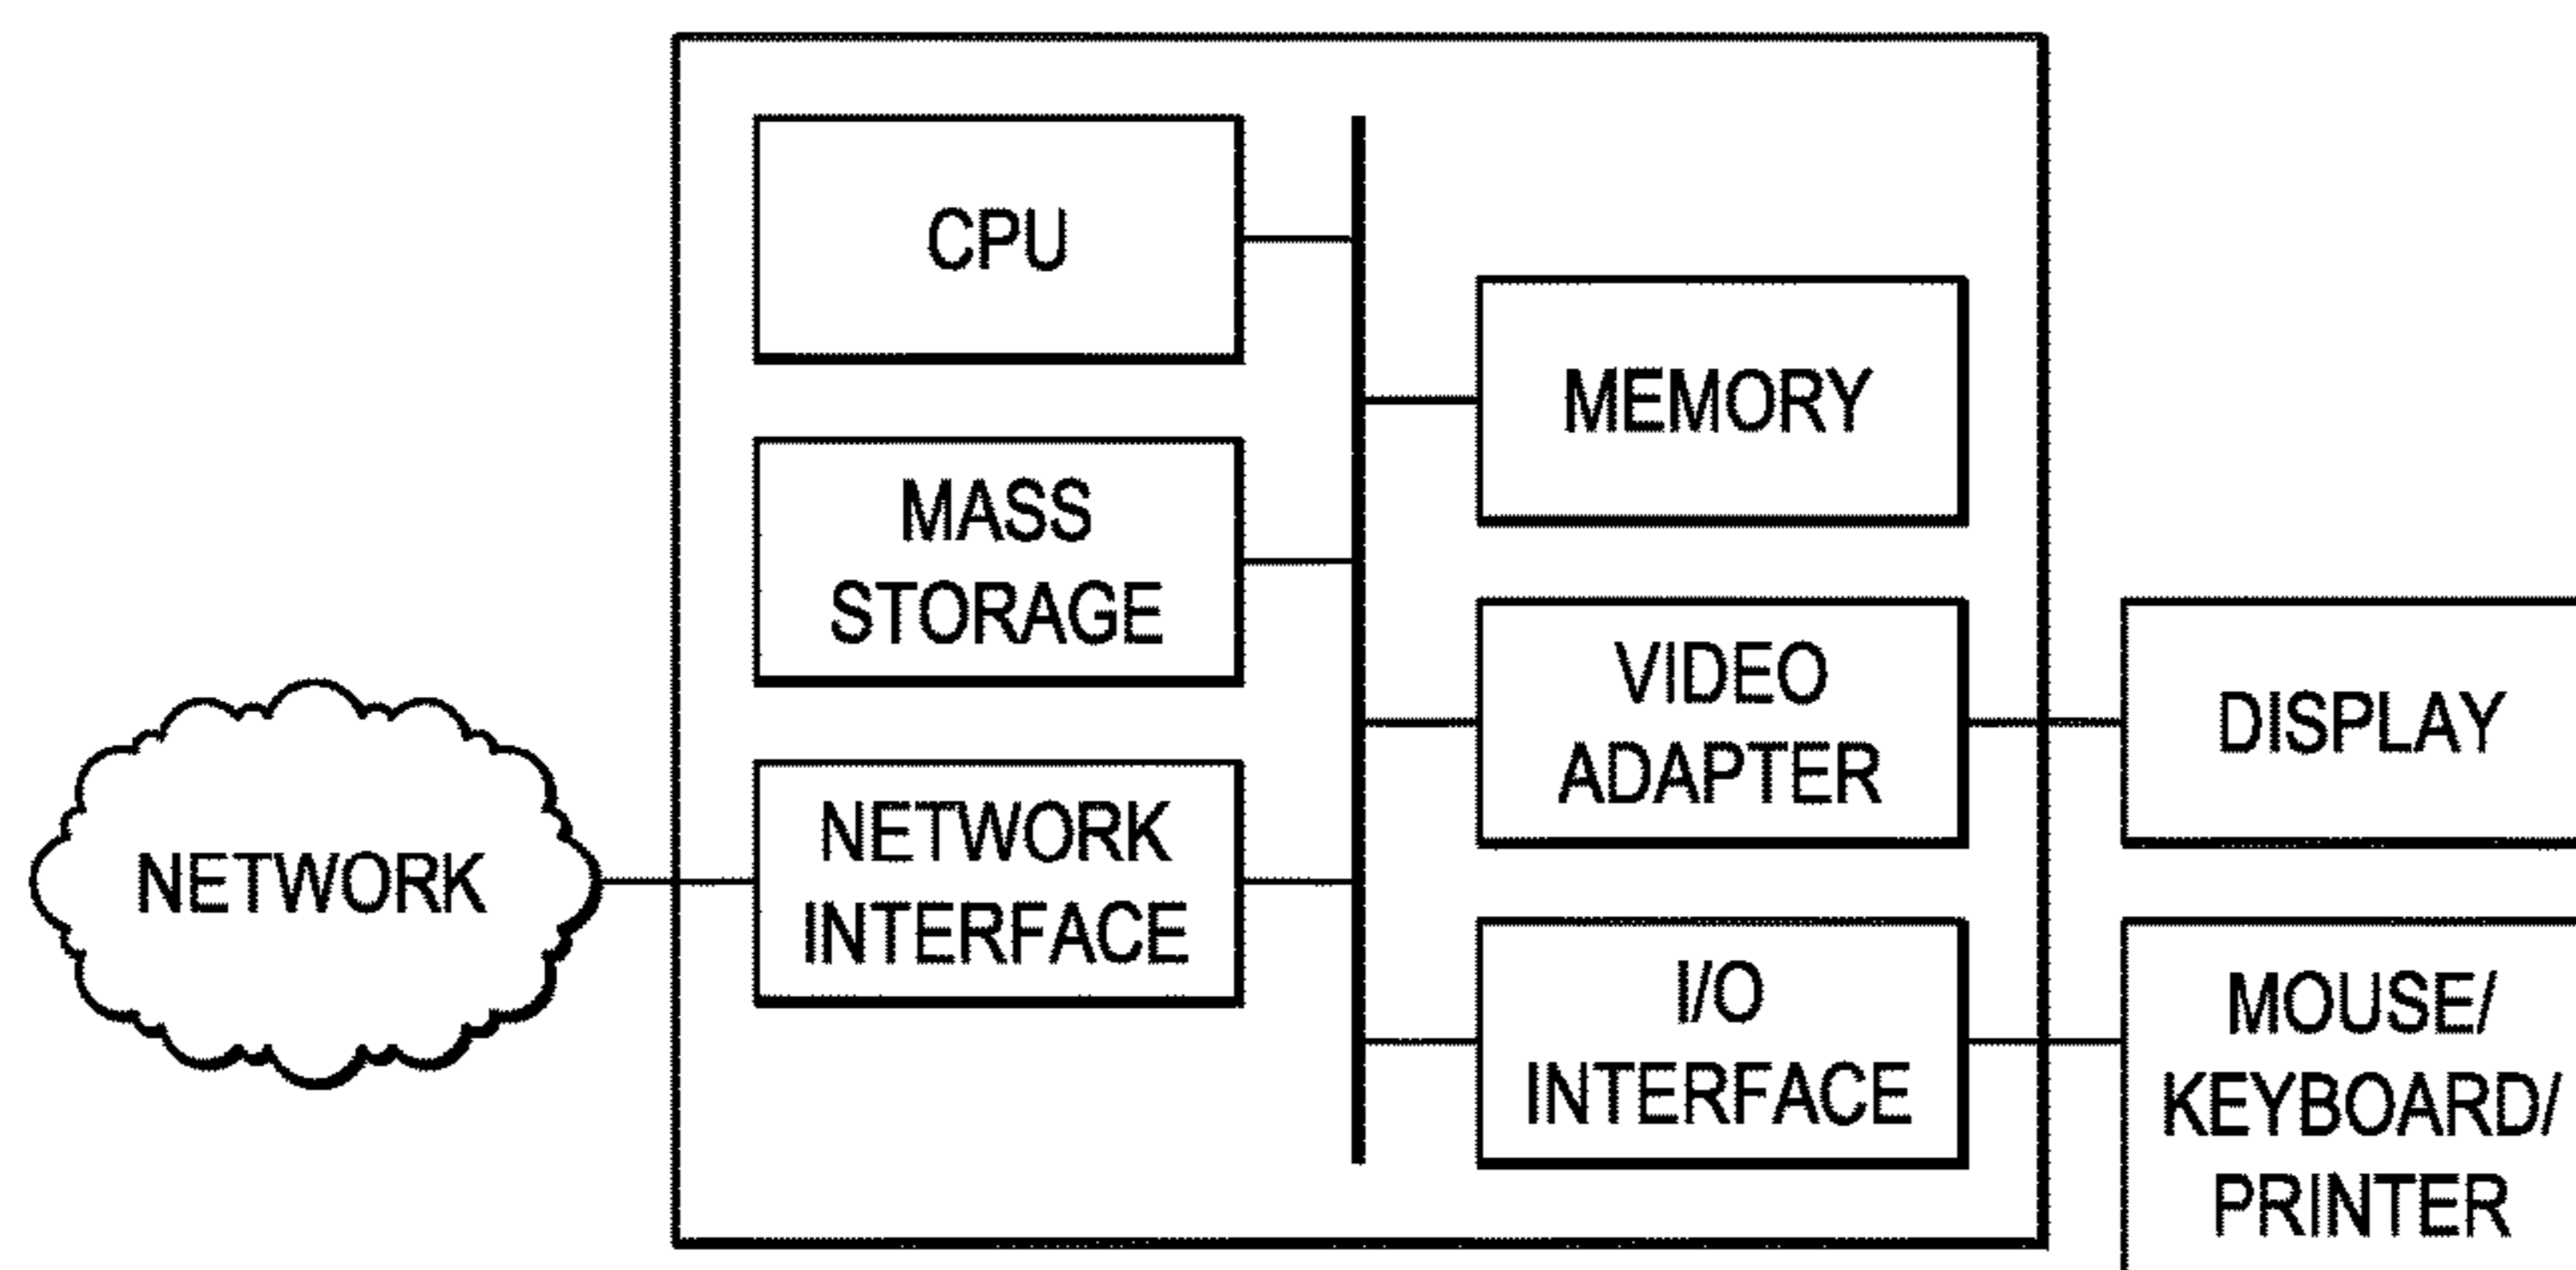 CPU
MEMORY
MASS
STORAGE
VIDEO
ADAPTER
DISPLAY
NETWORK
NETWORK
INTERFACE
I/O
INTERFACE
MOUSE/
KEYBOARD/
PRINTER